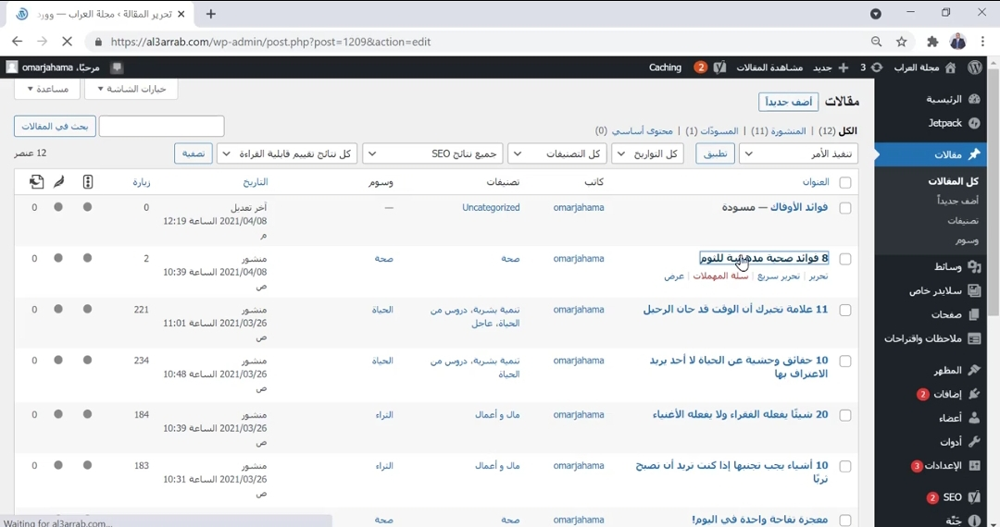 تحرير المقالة ‹ مجلة العراب — وورد
https://al3arrab.com/wp-admin/post.php?post=1209&action=edit
مجلة العراب
3
جديد
مشاهدة المقالات
2
Caching
مرحبًا، omarjahama
خيارات الشاشة
مساعدة
مقالات
أضف جديداً
الكل (12) | المنشورة (11) | المسودّات (1) | محتوى أساسي (0)
بحث في المقالات
تنفيذ الأمر
تطبيق
كل التواريخ
كل التصنيفات
جميع نتائج SEO
كل نتائج تقييم قابلية القراءة
تصفية
12 عنصر
العنوان
كاتب
تصنيفات
وسوم
التاريخ
زيارة
فوائد الأوفاك — مسودة
omarjahama
Uncategorized
—
آخر تعديل
2021/04/08 الساعة 12:19
م
0
0
8 فوائد صحية مدهشة للنوم
تحرير | تحرير سريع | سلة المهملات | عرض
omarjahama
صحة
صحة
منشور
2021/04/08 الساعة 10:39
ص
2
0
11 علامة تخبرك أن الوقت قد حان الرحيل
omarjahama
تنمية بشرية، دروس من
الحياة، عاجل
الحياة
منشور
2021/03/26 الساعة 11:01
ص
221
0
10 حقائق وحشية عن الحياة لا أحد يريد
الاعتراف بها
omarjahama
تنمية بشرية، دروس من
الحياة
الحياة
منشور
2021/03/26 الساعة 10:48
ص
234
0
20 شيئًا يفعله الفقراء ولا يفعله الأغنياء
omarjahama
مال و أعمال
الثراء
منشور
2021/03/26 الساعة 10:39
ص
184
0
10 أشياء يجب تجنبها إذا كنت تريد أن تصبح
ثريًا
omarjahama
مال و أعمال
الثراء
منشور
2021/03/26 الساعة 10:31
ص
183
0
معجزة تفاحة واحدة في اليوم!
omarjahama
صحة
صحة
منشور
0
الرئيسية
Jetpack
مقالات
كل المقالات
أضف جديداً
تصنيفات
وسوم
وسائط
سلايدر خاص
صفحات
ملاحظات واقتراحات
المظهر
إضافات 2
أعضاء
أدوات
الإعدادات 3
SEO 2
Waiting for al3arrab.com...